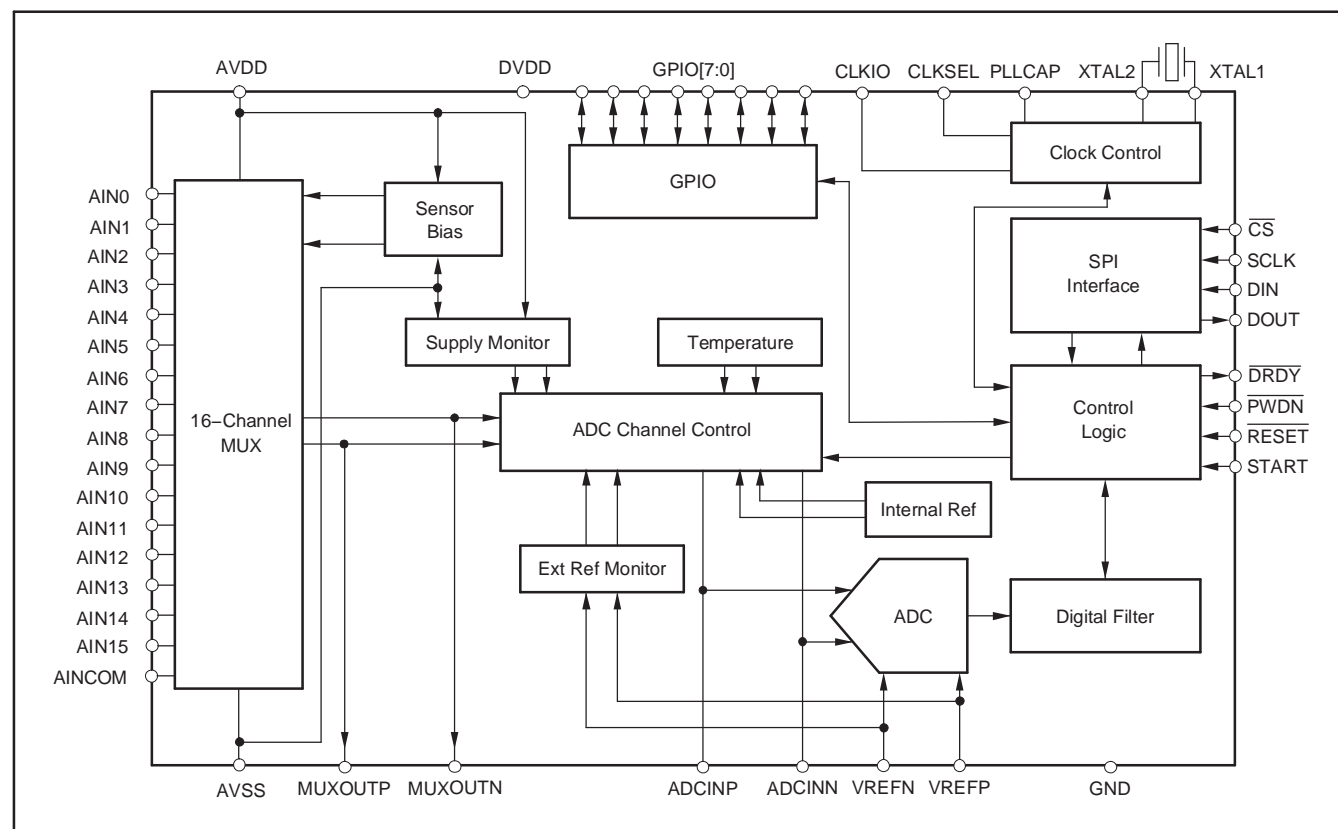 AVDD
DVDD
GPIO[7:0]
CLKIO
CLKSEL
PLLCAP
XTAL2
XTAL1
GPIO
Clock Control
AIN0
AIN1
AIN2
AIN3
AIN4
AIN5
AIN6
AIN7
AIN8
AIN9
AIN10
AIN11
AIN12
AIN13
AIN14
AIN15
AINCOM
16−Channel
MUX
Sensor
Bias
Supply Monitor
Temperature
ADC Channel Control
Internal Ref
Ext Ref Monitor
ADC
Digital Filter
SPI
Interface
Control
Logic
CS
SCLK
DIN
DOUT
DRDY
PWDN
RESET
START
AVSS
MUXOUTP
MUXOUTN
ADCINP
ADCINN
VREFN
VREFP
GND